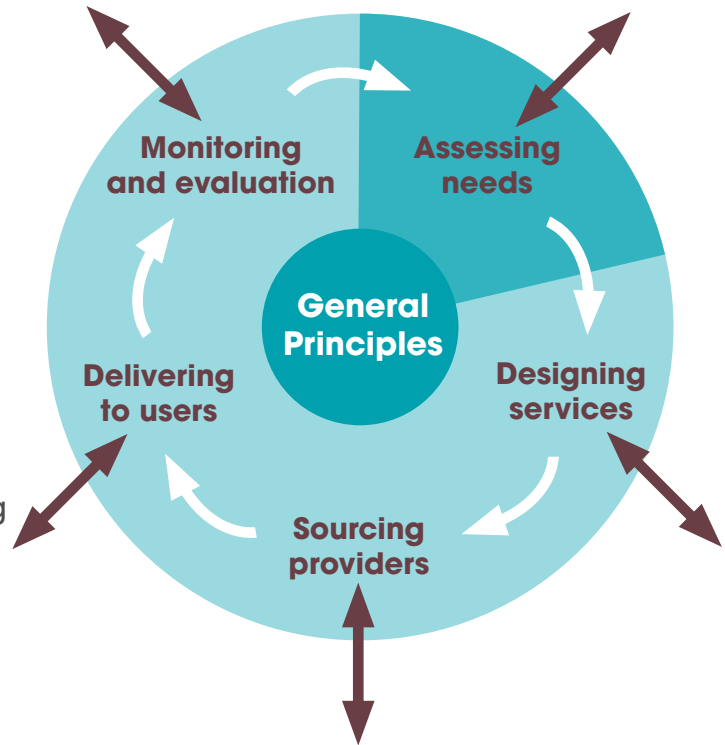 Monitoring
and evaluation
Assessing
needs
General
Principles
Delivering
to users
Designing
services
Sourcing
providers